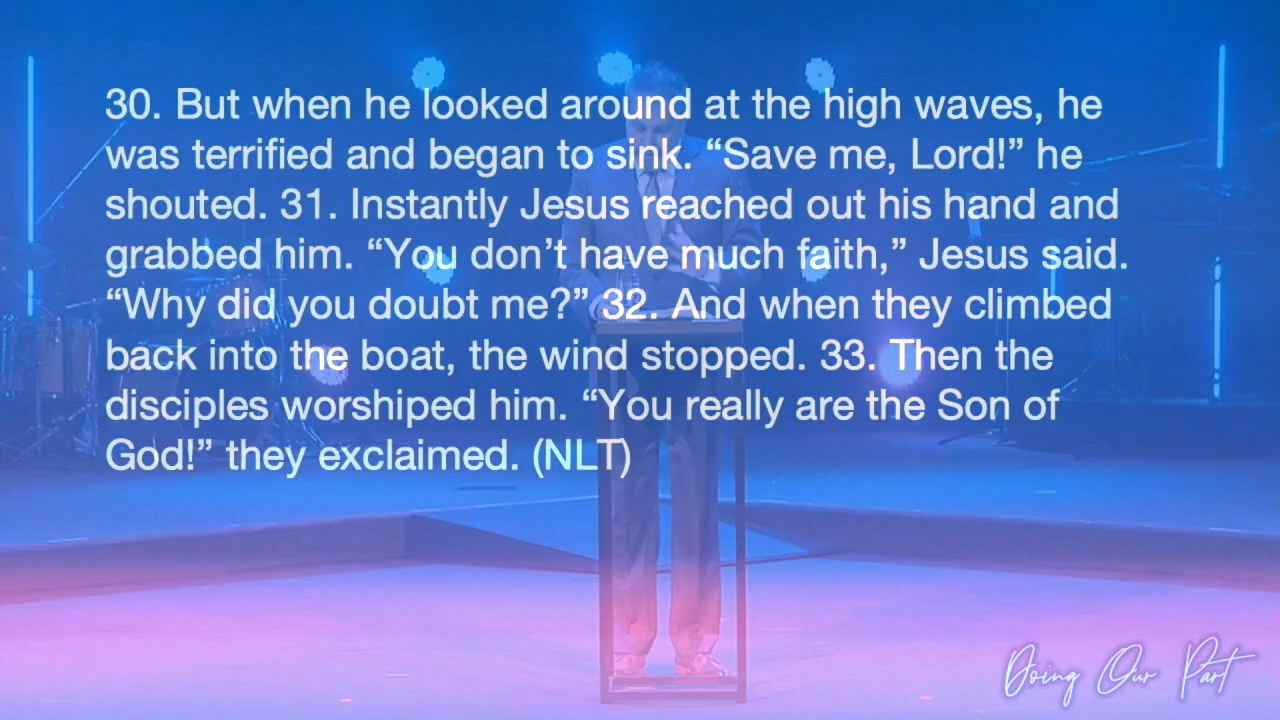 30. But when he looked around at the high waves, he
was terrified and began to sink. “Save me, Lord!” he
shouted. 31. Instantly Jesus reached out his hand and
grabbed him. “You don’t have much faith,” Jesus said.
“Why did you doubt me?” 32. And when they climbed
back into the boat, the wind stopped. 33. Then the
disciples worshiped him. “You really are the Son of
God!” they exclaimed. (NLT)
Doing Our Part